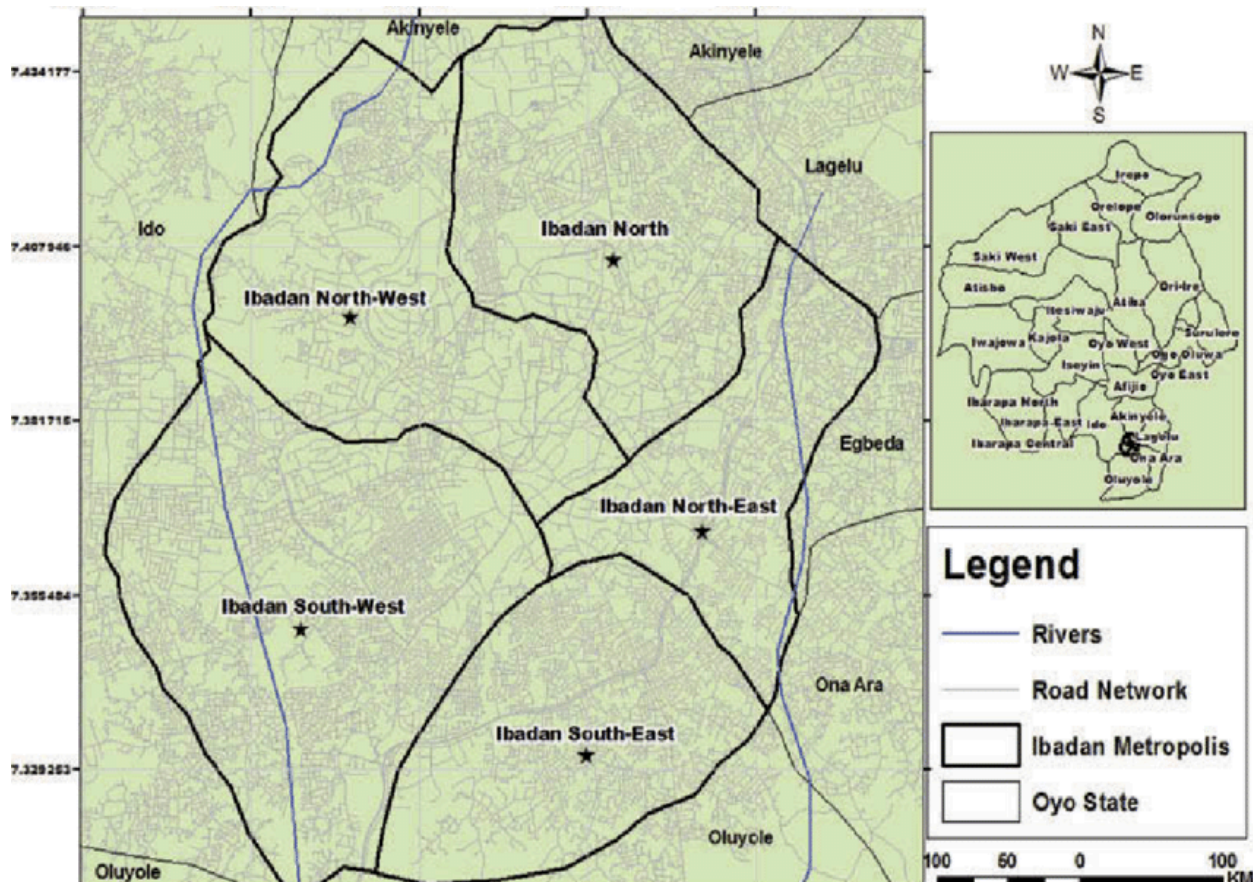 Akinyele
Akinyele
7.434177
Lagelu
Ido
Ibadan North
7.407946
Ibadan North-West
7.381715
Egbeda
Ibadan North-East
7.355484
Ibadan South-West
Ona Ara
Ibadan South-East
7.329253
Oluyole
Oluyole
N
W E
S
Irepo
Orelope
Olorunsogo
Saki East
Saki West
Atisbo
Ori-Ire
Atiba
Itesiwaju
Surulere
Iwajowa
Kajola
Oyo West
Ogo Oluwa
Iseyin
Oyo East
Afijio
Ibarapa North
Akinyele
Ibarapa East
Ido
Lagelu
Ibarapa Central
Ona Ara
Oluyole
Legend
Rivers
Road Network
Ibadan Metropolis
Oyo State
100 50 0 100
KM